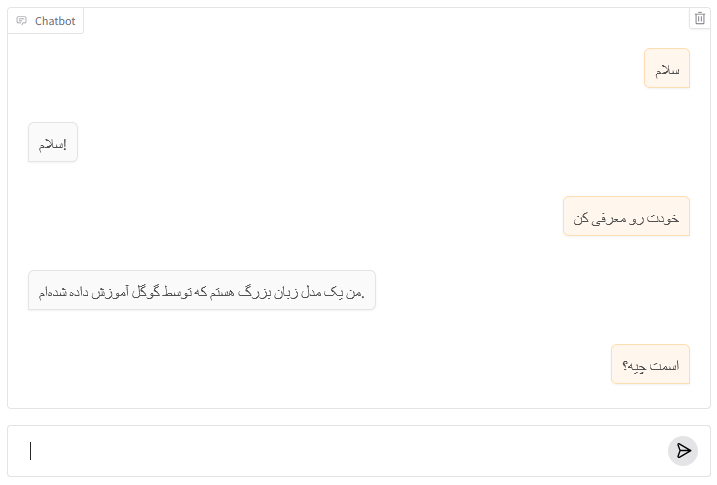 Chatbot
سلام
سلام!
خودت رو معرفی کن
من یک مدل زبان بزرگ هستم که توسط گوگل آموزش داده شده‌ام.
اسمت چیه؟